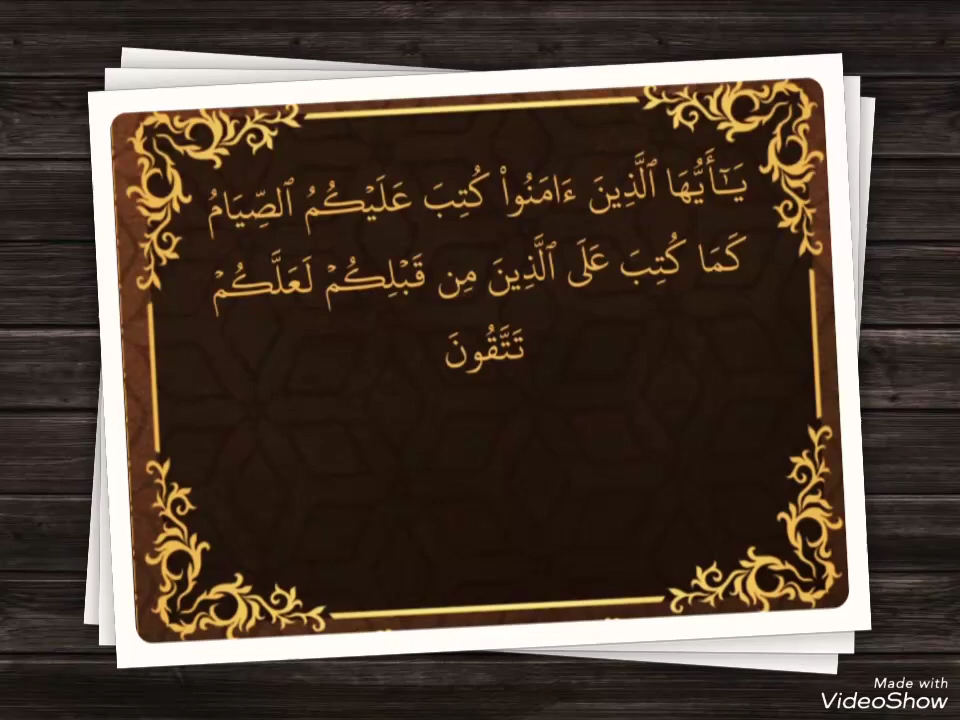 يَـٰٓأَيُّهَا ٱلَّذِينَ ءَامَنُوا۟ كُتِبَ عَلَيْكُمُ ٱلصِّيَامُ
كَمَا كُتِبَ عَلَى ٱلَّذِينَ مِن قَبْلِكُمْ لَعَلَّكُمْ
تَتَّقُونَ
Made with
VideoShow